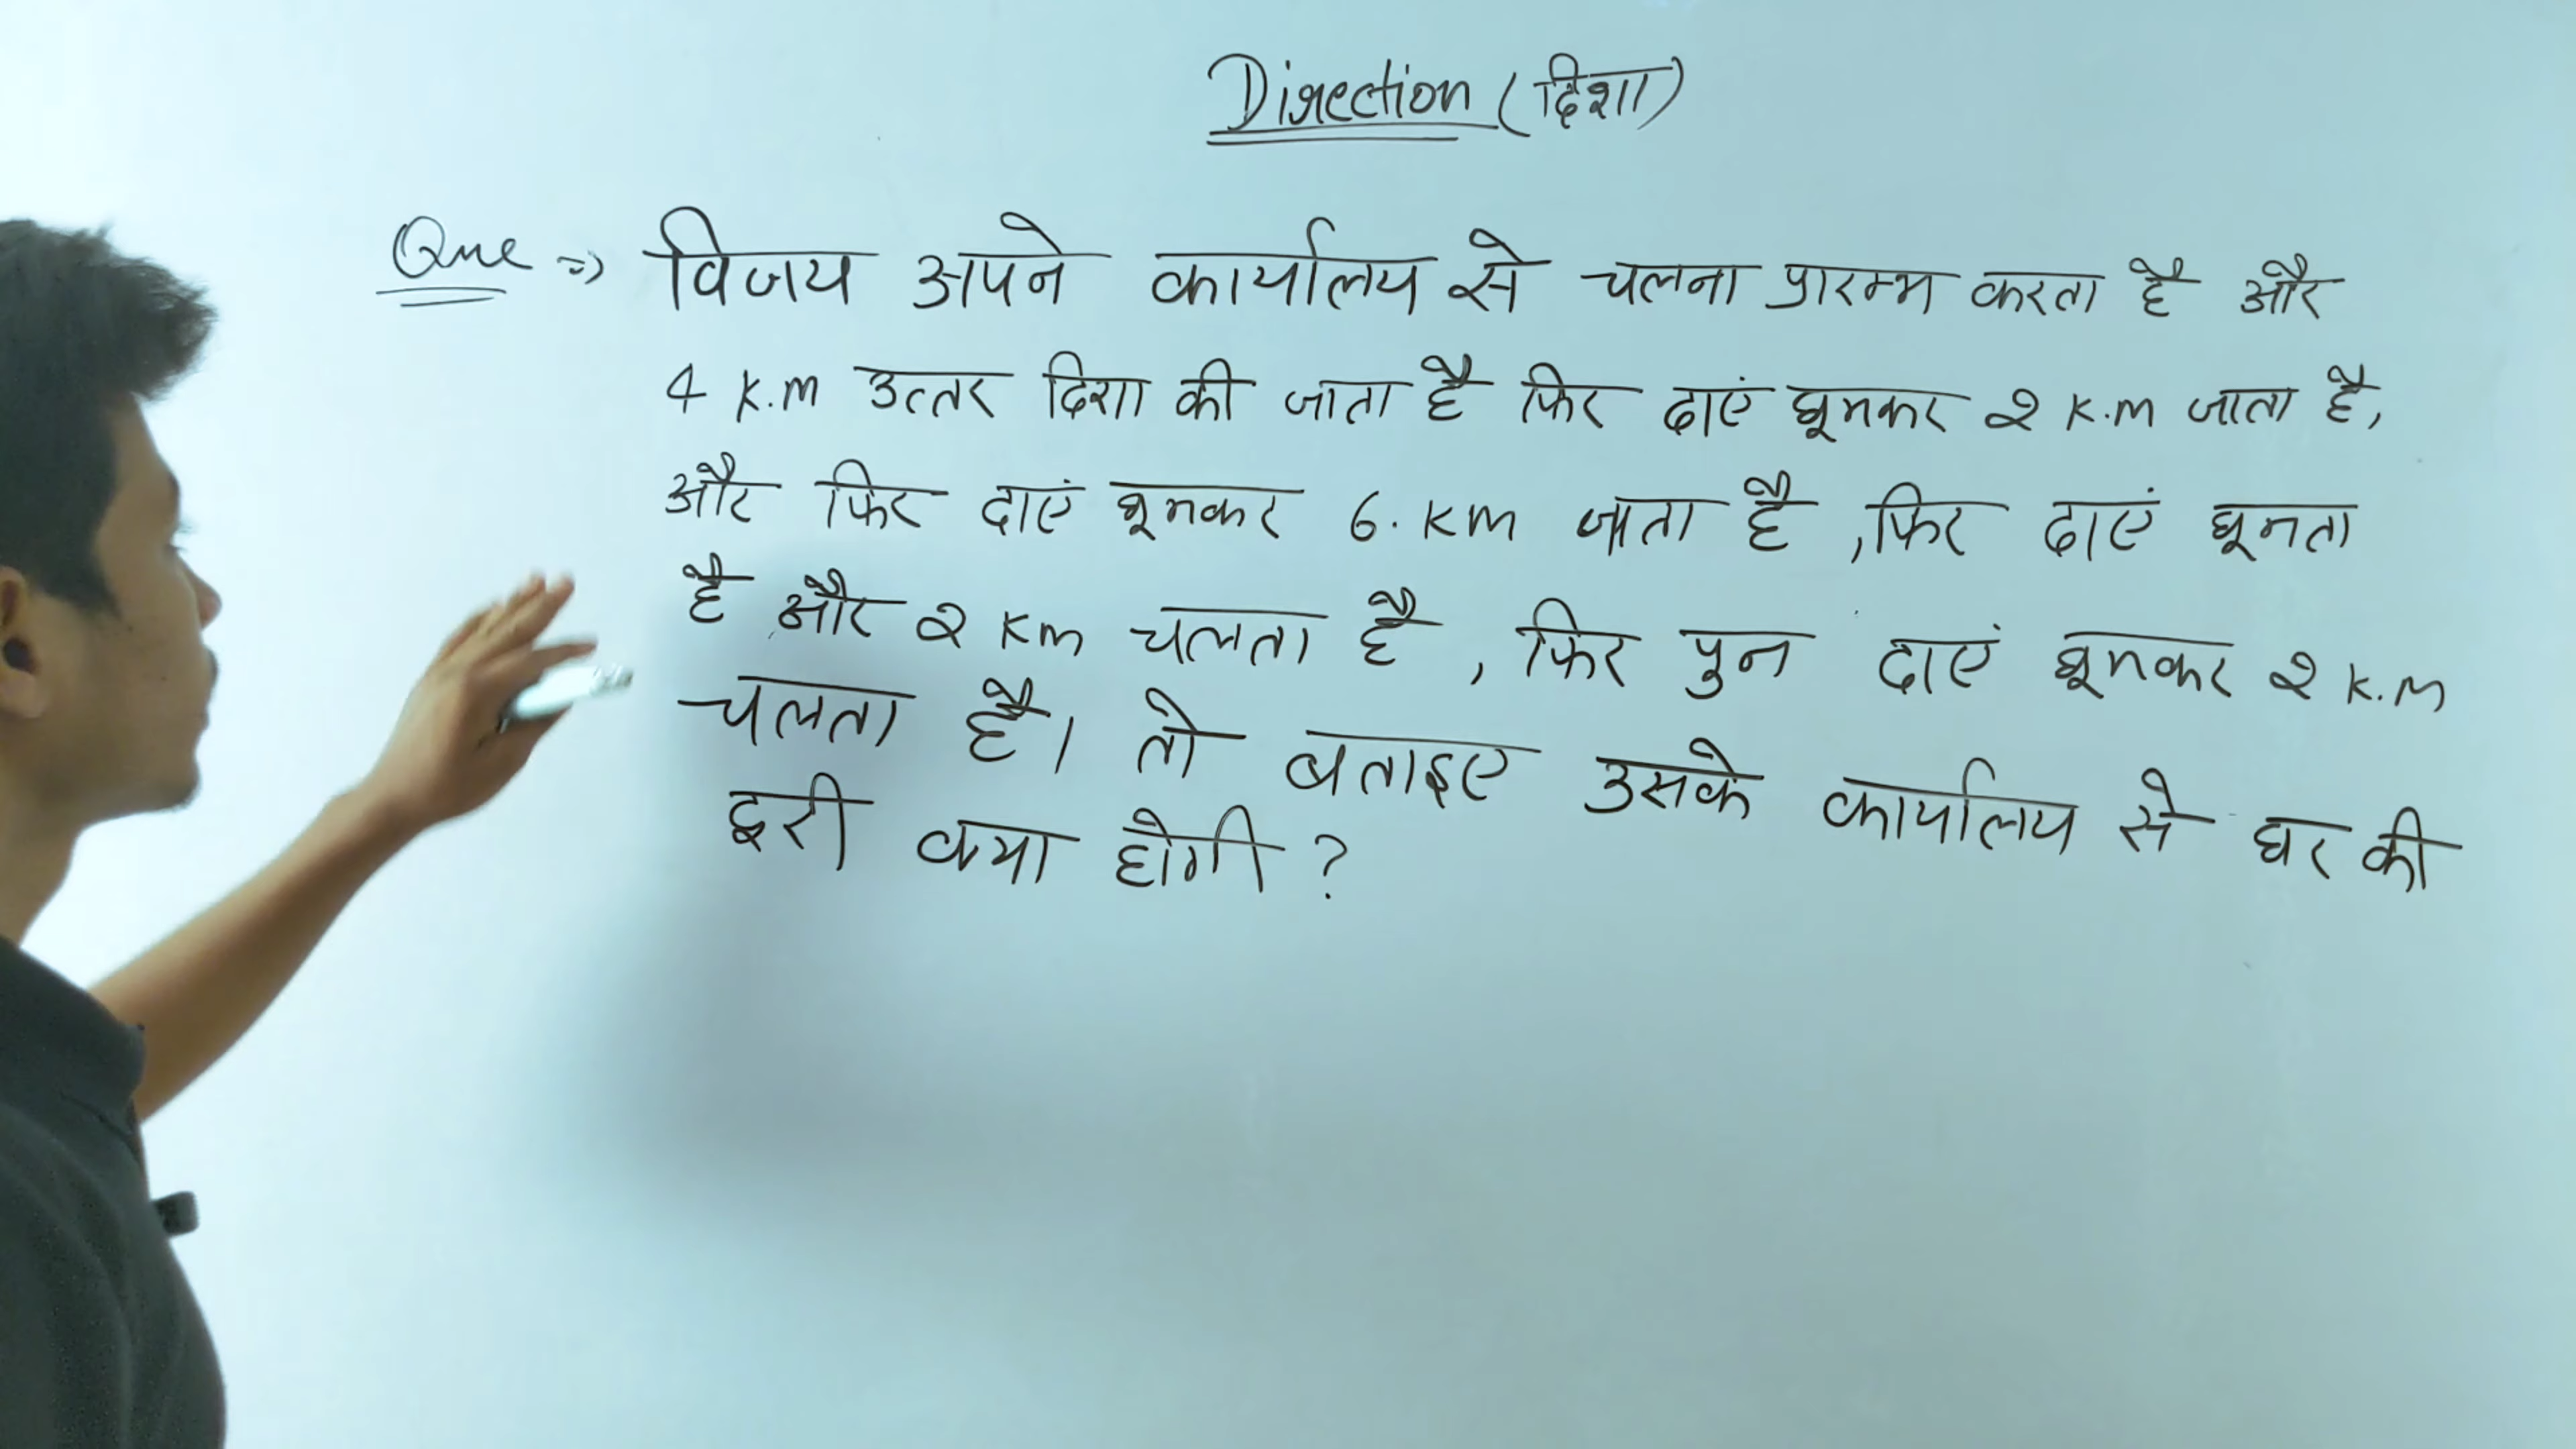 Direction (दिशा)
Que => विजय अपने कार्यालय से चलना प्रारम्भ करता है और
4 K.m उत्तर दिशा की जाता है फिर दाएं घूमकर 2 K.m जाता है,
और फिर दाएं घूमकर 6. Km जाता है , फिर दाएं घूमता
है और 2 Km चलता है , फिर पुन दाएं घूमकर 2 K.m
चलता है। तो बताइए उसके कार्यालय से घर की
दूरी क्या होगी ?